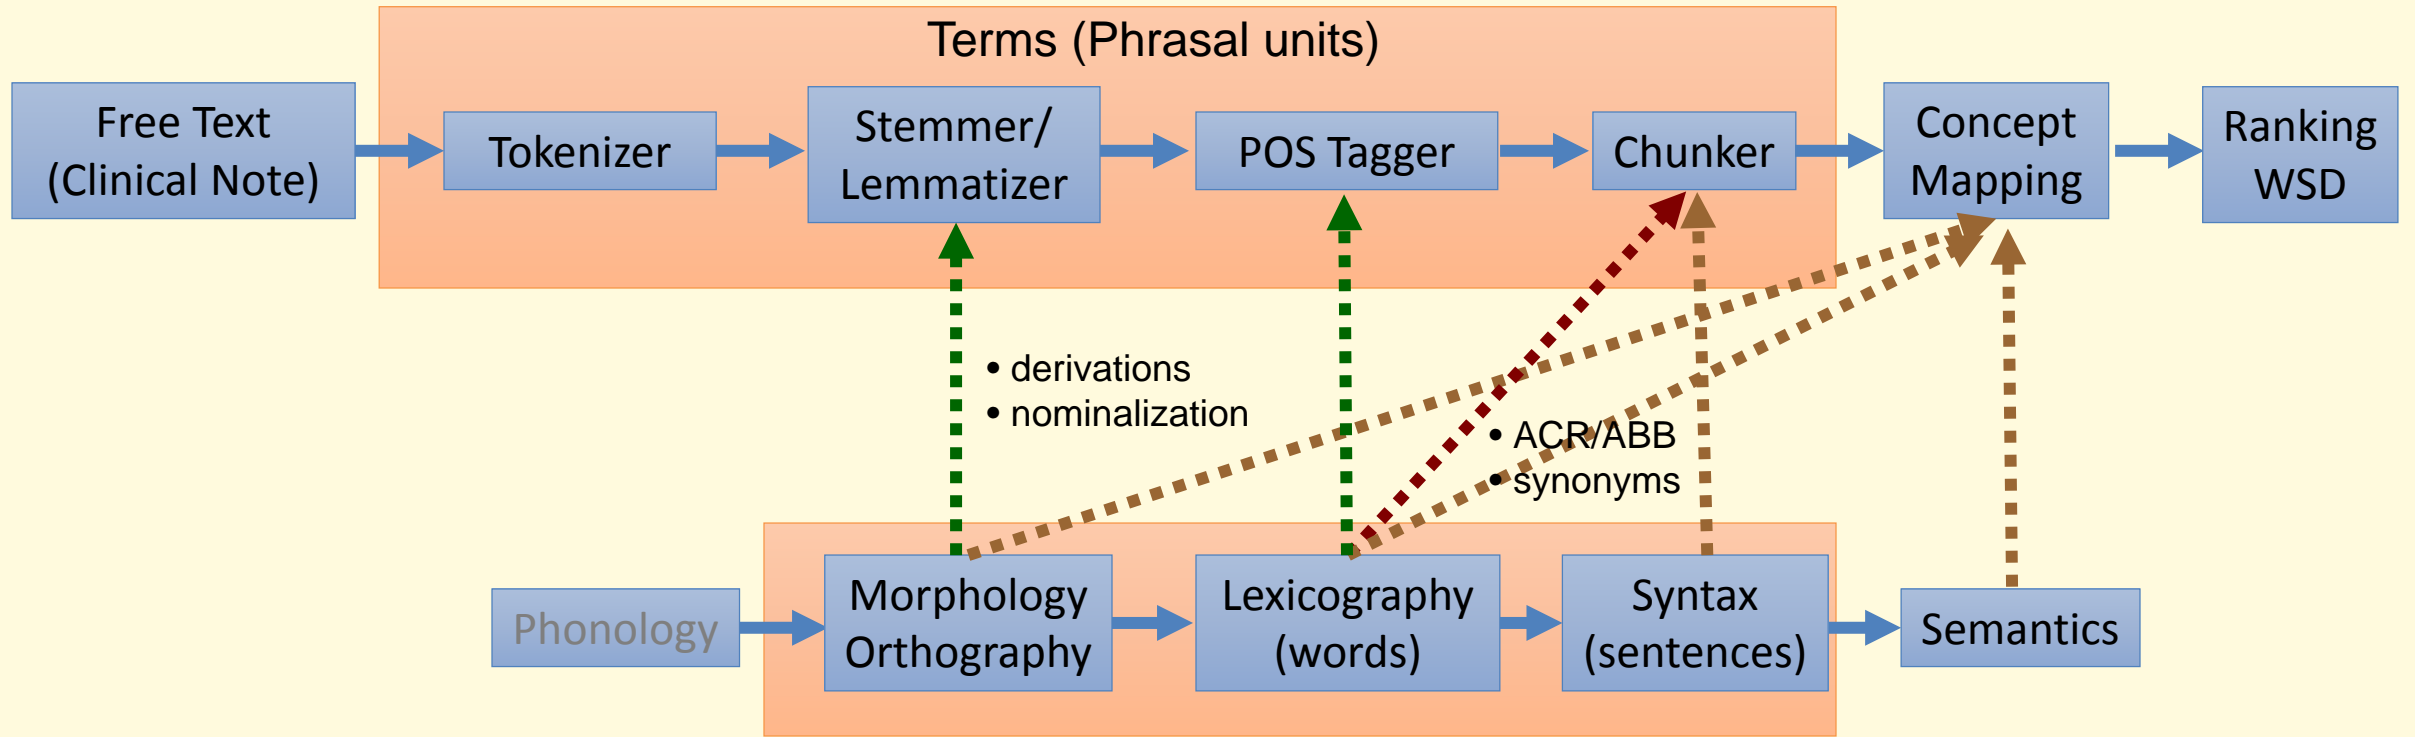 Terms (Phrasal units)
Free Text
(Clinical Note)
Tokenizer
Stemmer/
Lemmatizer
POS Tagger
Chunker
Concept
Mapping
Ranking
WSD
• derivations
• nominalization
• ACR/ABB
• synonyms
Phonology
Morphology
Orthography
Lexicography
(words)
Syntax
(sentences)
Semantics